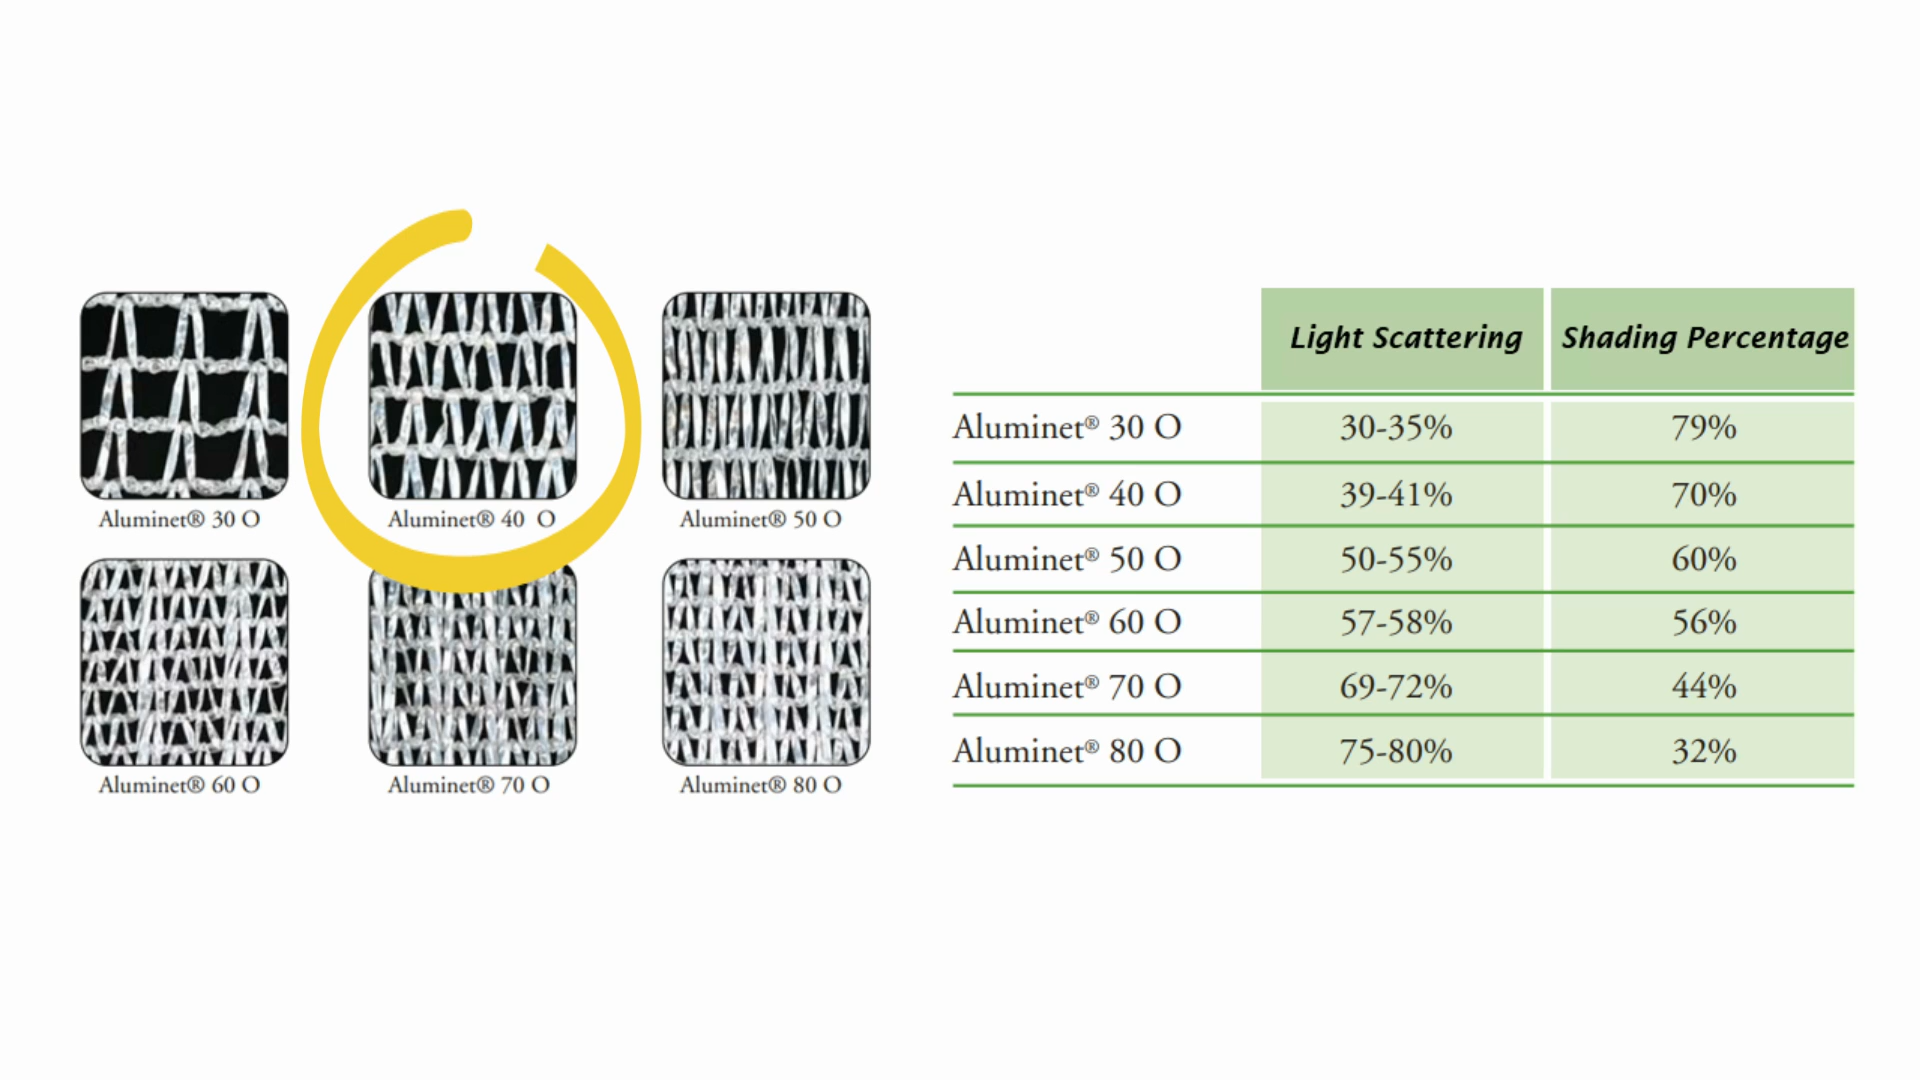 Aluminet® 30 O
Aluminet® 40 O
Aluminet® 50 O
Aluminet® 60 O
Aluminet® 70 O
Aluminet® 80 O
Light Scattering Shading Percentage
Aluminet® 30 O 30-35% 79%
Aluminet® 40 O 39-41% 70%
Aluminet® 50 O 50-55% 60%
Aluminet® 60 O 57-58% 56%
Aluminet® 70 O 69-72% 44%
Aluminet® 80 O 75-80% 32%